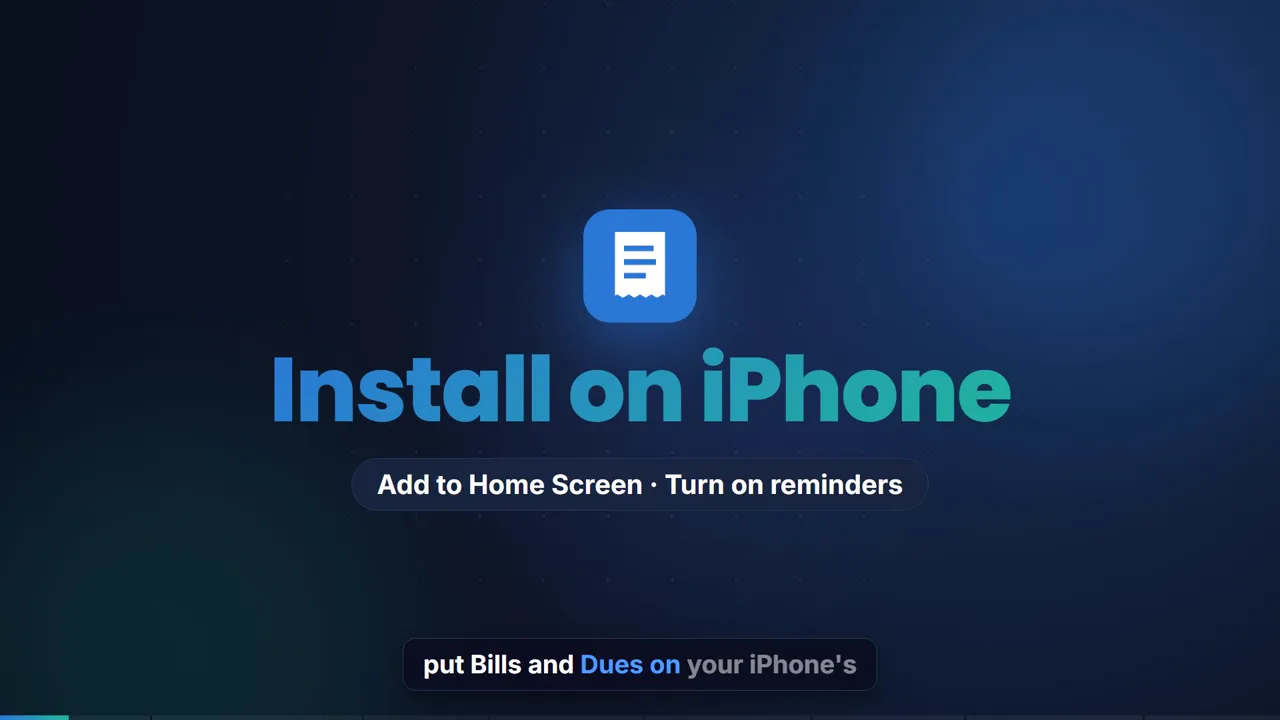 Install on iPhone
Add to Home Screen · Turn on reminders
put Bills and Dues on your iPhone's